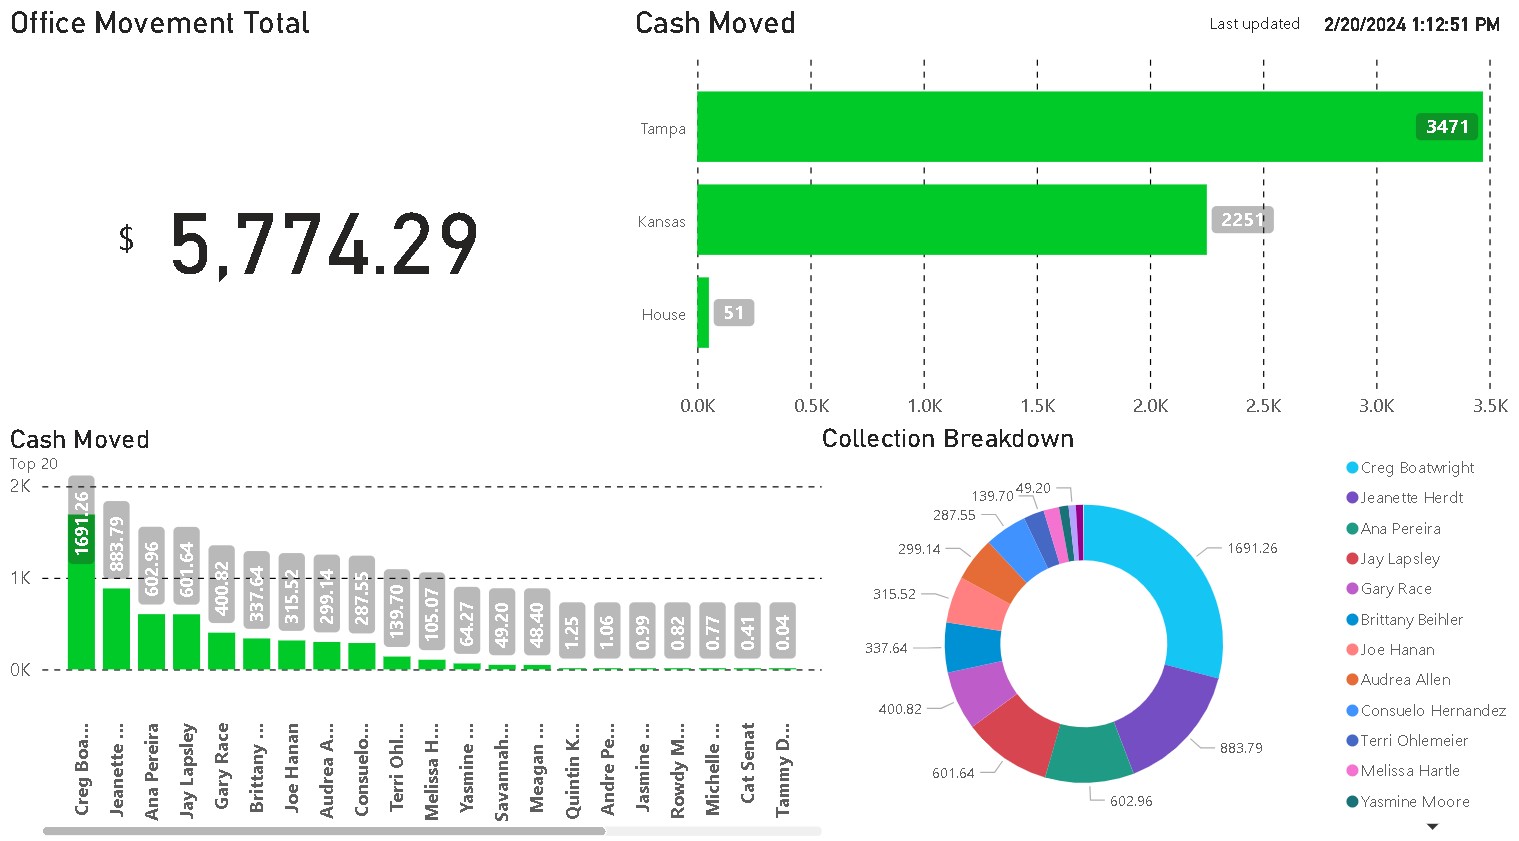 Office Movement Total
$ 5,774.29
Cash Moved
Last updated 2/20/2024 1:12:51 PM
Tampa 3471
Kansas 2251
House 51
0.0K 0.5K 1.0K 1.5K 2.0K 2.5K 3.0K 3.5K
Cash Moved
Top 20
2K
1K
0K
1691.26 883.79 602.96 601.64 400.82 337.64 315.52 299.14 287.55 139.70 105.07 64.27 49.20 48.40 1.25 1.06 0.99 0.82 0.77 0.41 0.04
Creg Boa...
Jeanette ...
Ana Pereira
Jay Lapsley
Gary Race
Brittany ...
Joe Hanan
Audrea A...
Consuelo...
Terri Ohl...
Melissa H...
Yasmine ...
Savannah...
Meagan ...
Quintin K...
Andre Pe...
Jasmine ...
Rowdy M...
Michelle ...
Cat Senat
Tammy D...
Collection Breakdown
1691.26
883.79
602.96
601.64
400.82
337.64
315.52
299.14
287.55
139.70
49.20
Creg Boatwright
Jeanette Herdt
Ana Pereira
Jay Lapsley
Gary Race
Brittany Beihler
Joe Hanan
Audrea Allen
Consuelo Hernandez
Terri Ohlemeier
Melissa Hartle
Yasmine Moore